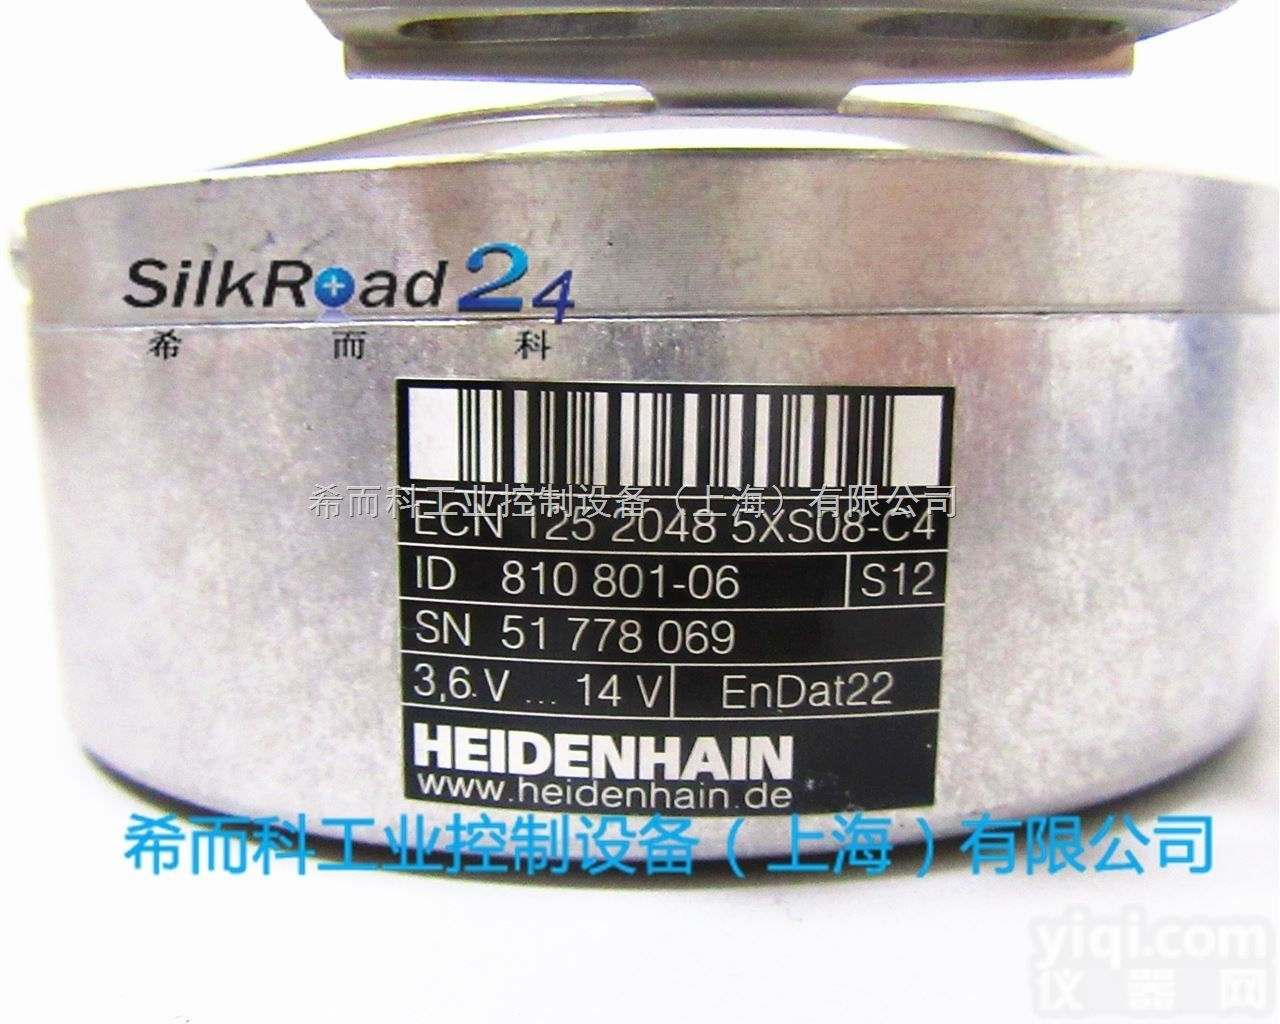 SilkRoad24
希而科
希而科工业控制设备（上海）有限公司
ECN 125 2048 5XS08-C4
ID 810 801-06 S12
SN 51 778 069
3,6 V ... 14 V EnDat22
HEIDENHAIN
www.heidenhain.de
希而科工业控制设备（上海）有限公司
yiqi.com
仪器网